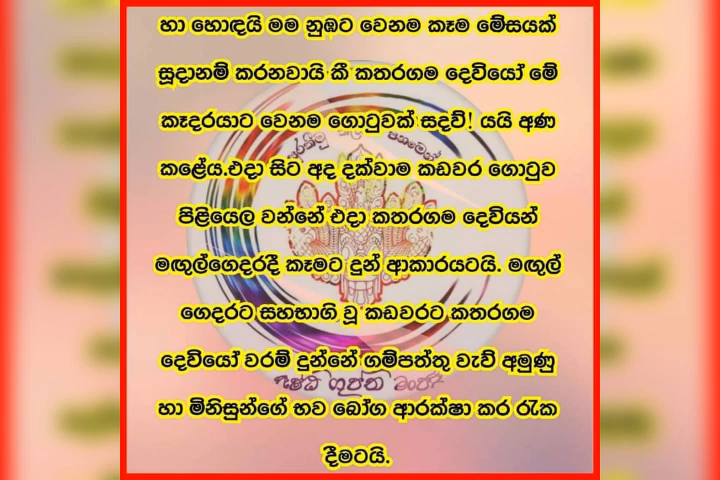 හා හොඳයි මම නුඹට වෙනම කෑම මේසයක්
සූදානම් කරනවායි කී කතරගම දෙවියෝ මේ
කෑදරයාට වෙනම ගොටුවක් සදව්! යයි අණ
කළේය.එදා සිට අද දක්වාම කඩවර ගොටුව
පිළියෙල වන්නේ එදා කතරගම දෙවියන්
මඟුල්ගෙදරදී කෑමට දුන් ආකාරයටයි. මඟුල්
ගෙදරට සහභාගි වූ කඩවරට කතරගම
දෙවියෝ වරම් දුන්නේ ගම්පත්තු වැව් අමුණු
හා මිනිසුන්ගේ භව බෝග ආරක්ෂා කර රැක
දීමටයි.